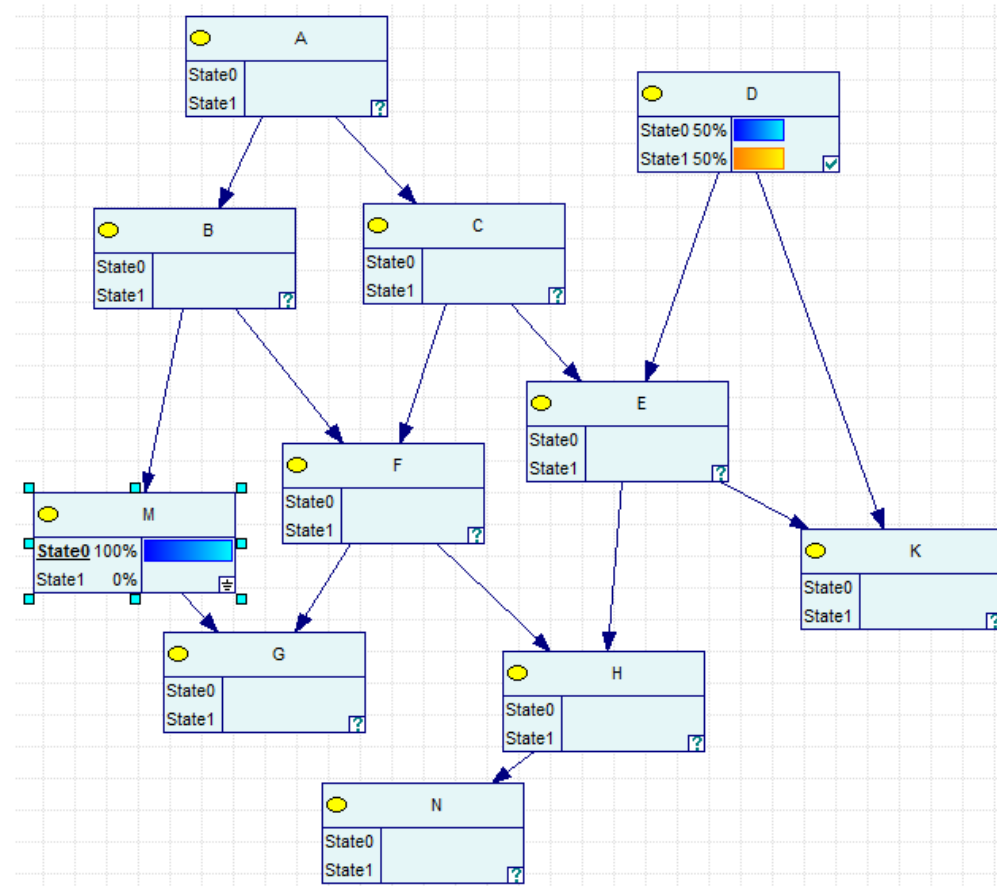 A
State0
State1
?
D
State0 50%
State1 50%
B
State0
State1
?
C
State0
State1
?
E
State0
State1
?
F
State0
State1
?
M
State0 100%
State1 0%
K
State0
State1
?
G
State0
State1
?
H
State0
State1
?
N
State0
State1
?